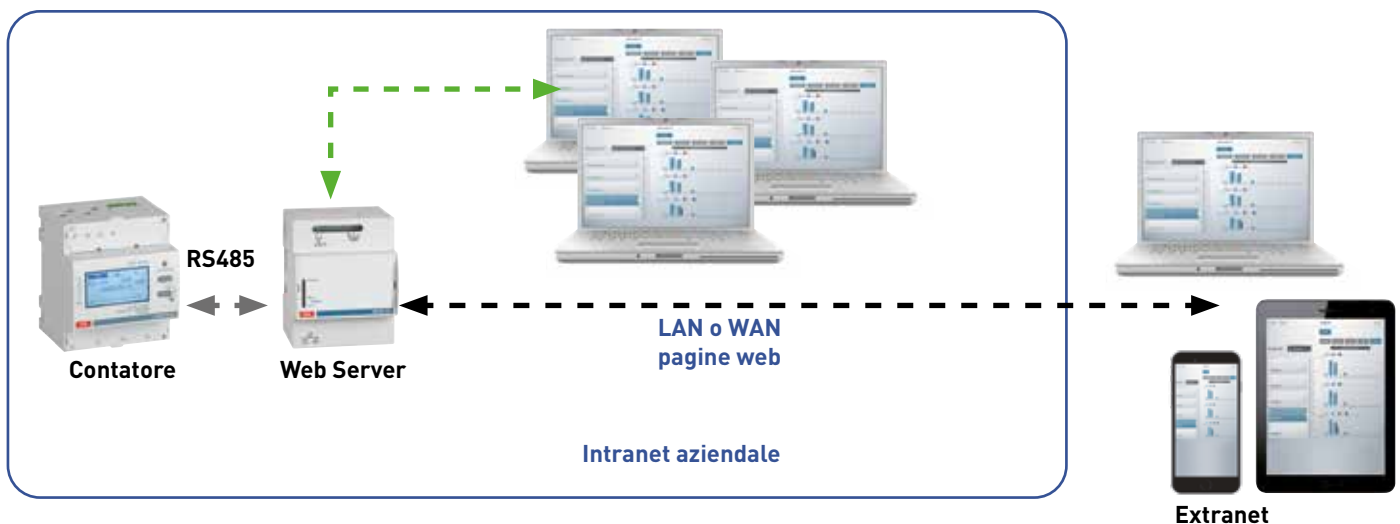 RS485
Contatore
Web Server
LAN o WAN
pagine web
Intranet aziendale
Extranet